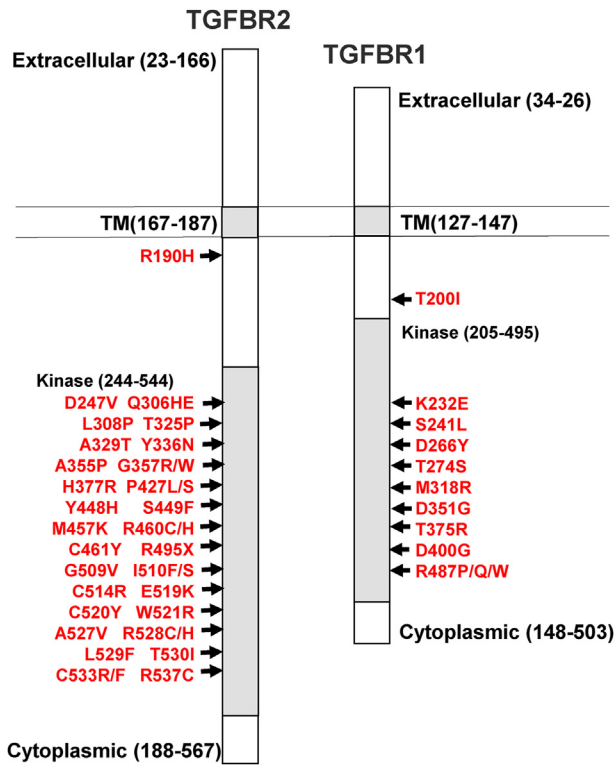 TGFBR2
Extracellular (23-166)
TM(167-187)
R190H
Kinase (244-544)
D247V Q306HE
L308P T325P
A329T Y336N
A355P G357R/W
H377R P427L/S
Y448H S449F
M457K R460C/H
C461Y R495X
G509V I510F/S
C514R E519K
C520Y W521R
A527V R528C/H
L529F T530I
C533R/F R537C
Cytoplasmic (188-567)
TGFBR1
Extracellular (34-26)
TM(127-147)
T200I
Kinase (205-495)
K232E
S241L
D266Y
T274S
M318R
D351G
T375R
D400G
R487P/Q/W
Cytoplasmic (148-503)